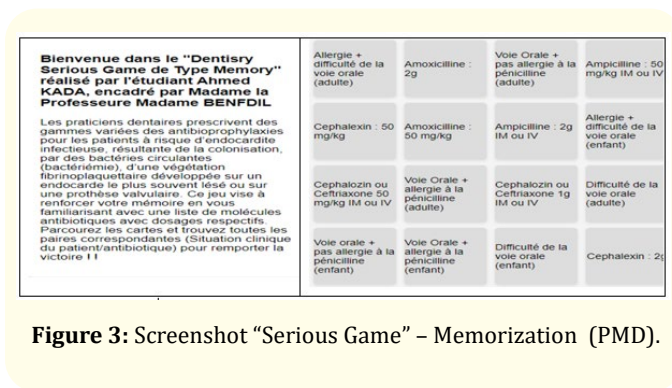 Bienvenue dans le "Dentisry
Serious Game de Type Memory"
réalisé par l'étudiant Ahmed
KADA, encadré par Madame la
Professeure Madame BENFDIL
Les praticiens dentaires prescrivent des
gammes variées des antibioprophylaxies
pour les patients à risque d'endocardite
infectieuse, résultante de la colonisation,
par des bactéries circulantes
(bactériémie), d'une végétation
fibrinoplaquettaire développée sur un
endocarde le plus souvent lésé ou sur
une prothèse valvulaire. Ce jeu vise à
renforcer votre mémoire en vous
familiarisant avec une liste de molécules
antibiotiques avec dosages respectifs.
Parcourez les cartes et trouvez toutes les
paires correspondantes (Situation clinique
du patient/antibiotique) pour remporter la
victoire ! !
Allergie +
difficulté de la
voie orale
(adulte)
Amoxicilline :
2g
Voie Orale +
pas allergie à la
pénicilline
(adulte)
Ampicilline : 50
mg/kg IM ou IV
Cephalexin : 50
mg/kg
Amoxicilline :
50 mg/kg
Ampicilline : 2g
IM ou IV
Allergie +
difficulté de la
voie orale
(enfant)
Cephalozin ou
Ceftriaxone 50
mg/kg IM ou IV
Voie Orale +
allergie à la
pénicilline
(adulte)
Cephalozin ou
Ceftriaxone 1g
IM ou IV
Difficulté de la
voie orale
(adulte)
Voie orale +
pas allergie à la
pénicilline
(enfant)
Voie Orale +
allergie à la
pénicilline
(enfant)
Difficulté de la
voie orale
(enfant)
Cephalexin : 2g
Figure 3: Screenshot “Serious Game” – Memorization (PMD).